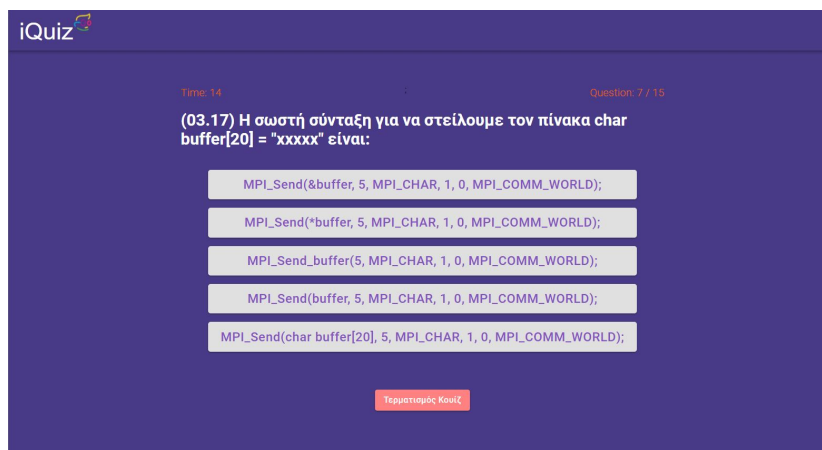 iQuiz
Time: 14
Question: 7 / 15
(03.17) Η σωστή σύνταξη για να στείλουμε τον πίνακα char
buffer[20] = "xxxxx" είναι:
MPI_Send(&buffer, 5, MPI_CHAR, 1, 0, MPI_COMM_WORLD);
MPI_Send(*buffer, 5, MPI_CHAR, 1, 0, MPI_COMM_WORLD);
MPI_Send_buffer(5, MPI_CHAR, 1, 0, MPI_COMM_WORLD);
MPI_Send(buffer, 5, MPI_CHAR, 1, 0, MPI_COMM_WORLD);
MPI_Send(char buffer[20], 5, MPI_CHAR, 1, 0, MPI_COMM_WORLD);
Τερματισμός Κουίζ